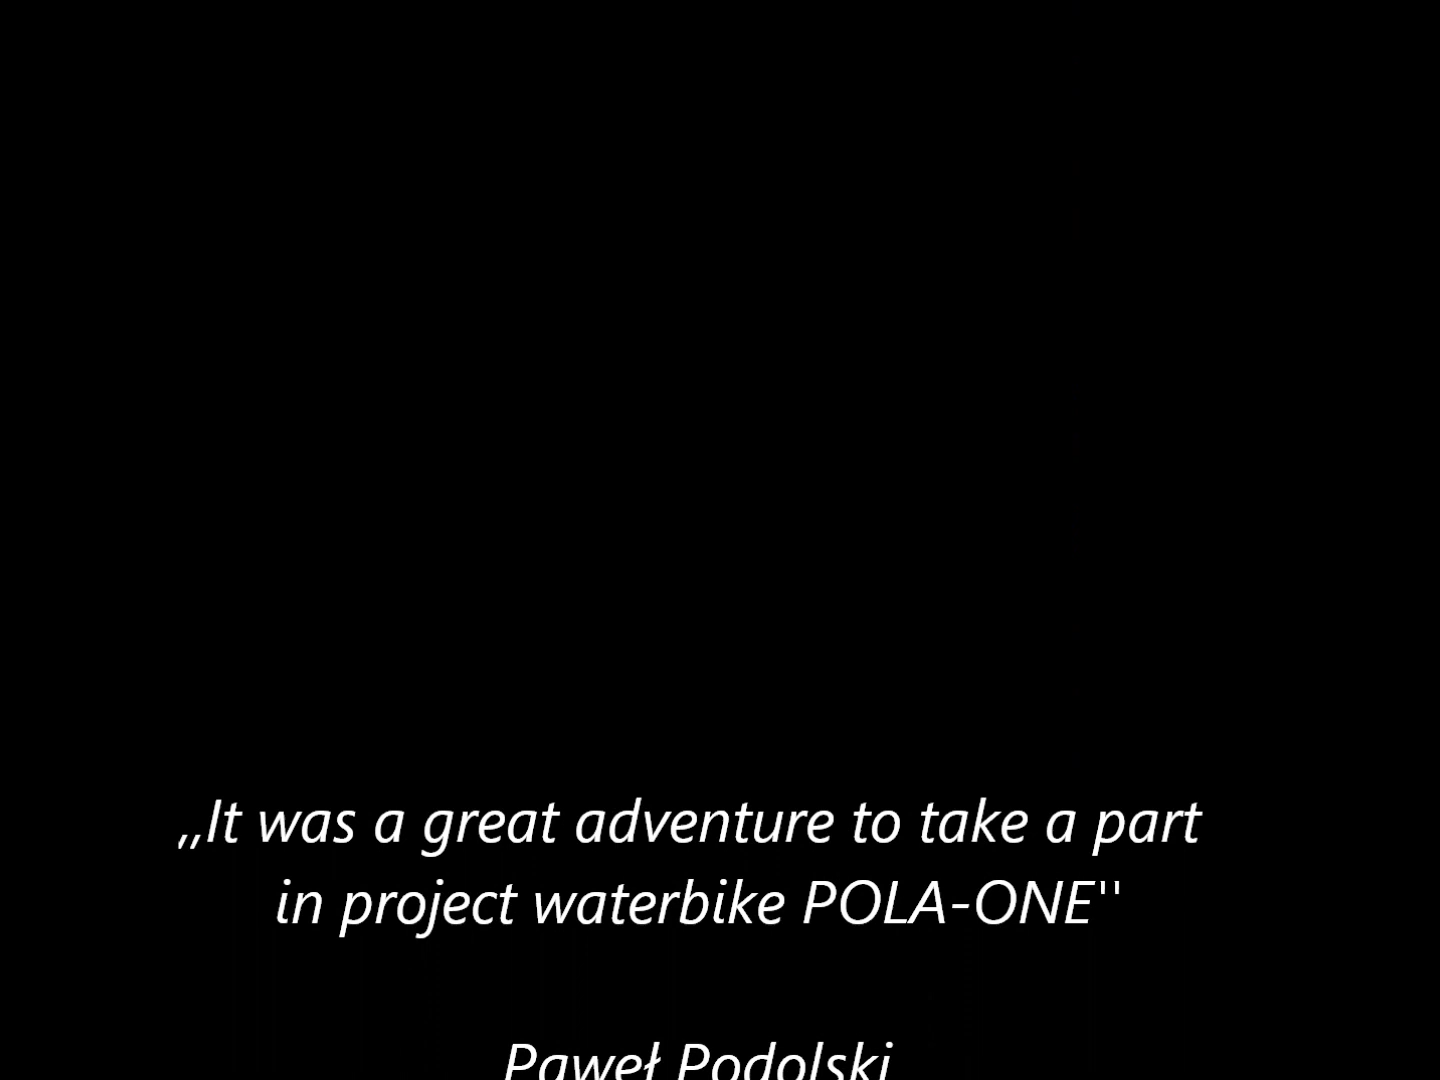 ,,It was a great adventure to take a part
in project waterbike POLA-ONE"
Paweł Podolski